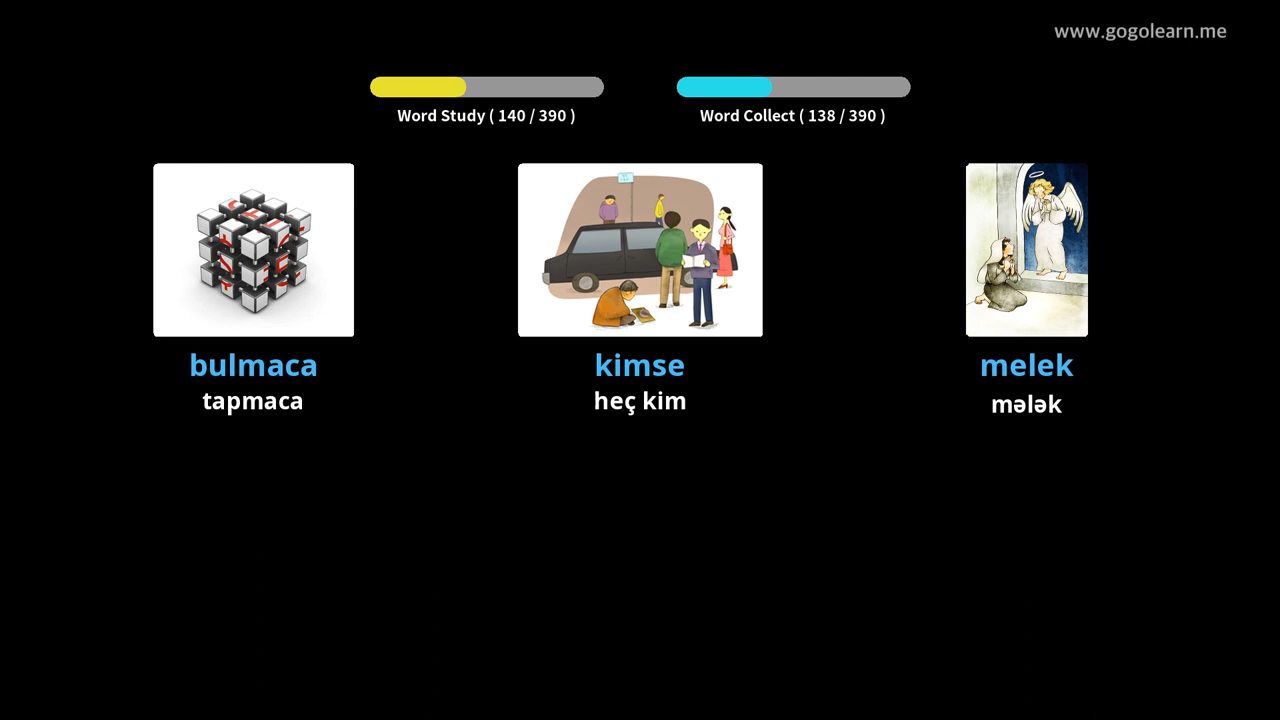 www.gogolearn.me
Word Study ( 140 / 390 )
Word Collect ( 138 / 390 )
bulmaca
kimse
melek
tapmaca
heç kim
mələk